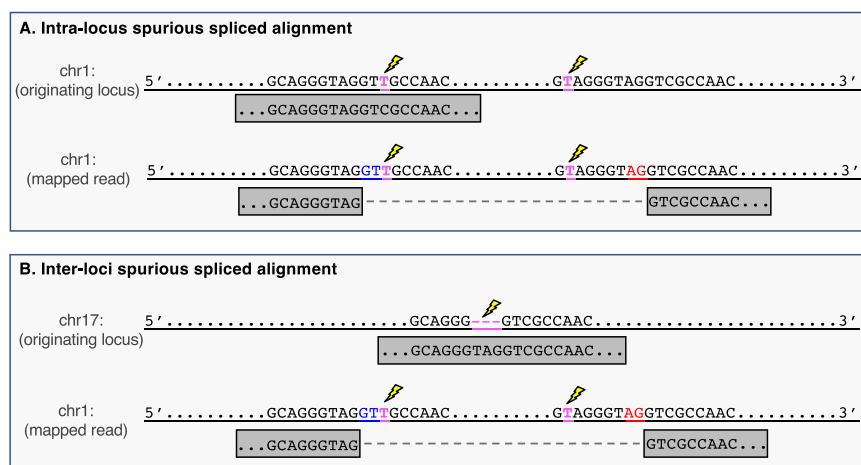 A. Intra-locus spurious spliced alignment
chr1:
(originating locus)
5’..........GCAGGGTAGGTTGCCAAC..........GTAGGGTAGGTCGCCAAC..........3’
...GCAGGGTAGGTCGCCAAC...
chr1:
(mapped read)
5’..........GCAGGGTAGGTTGCCAAC..........GTAGGGTAGGTCGCCAAC..........3’
...GCAGGGTAG
GTCGCCAAC...
B. Inter-loci spurious spliced alignment
chr17:
(originating locus)
5’........................GCAGGG---GTCGCCAAC........................3’
...GCAGGGTAGGTCGCCAAC...
chr1:
(mapped read)
5’..........GCAGGGTAGGTTGCCAAC..........GTAGGGTAGGTCGCCAAC..........3’
...GCAGGGTAG
GTCGCCAAC...